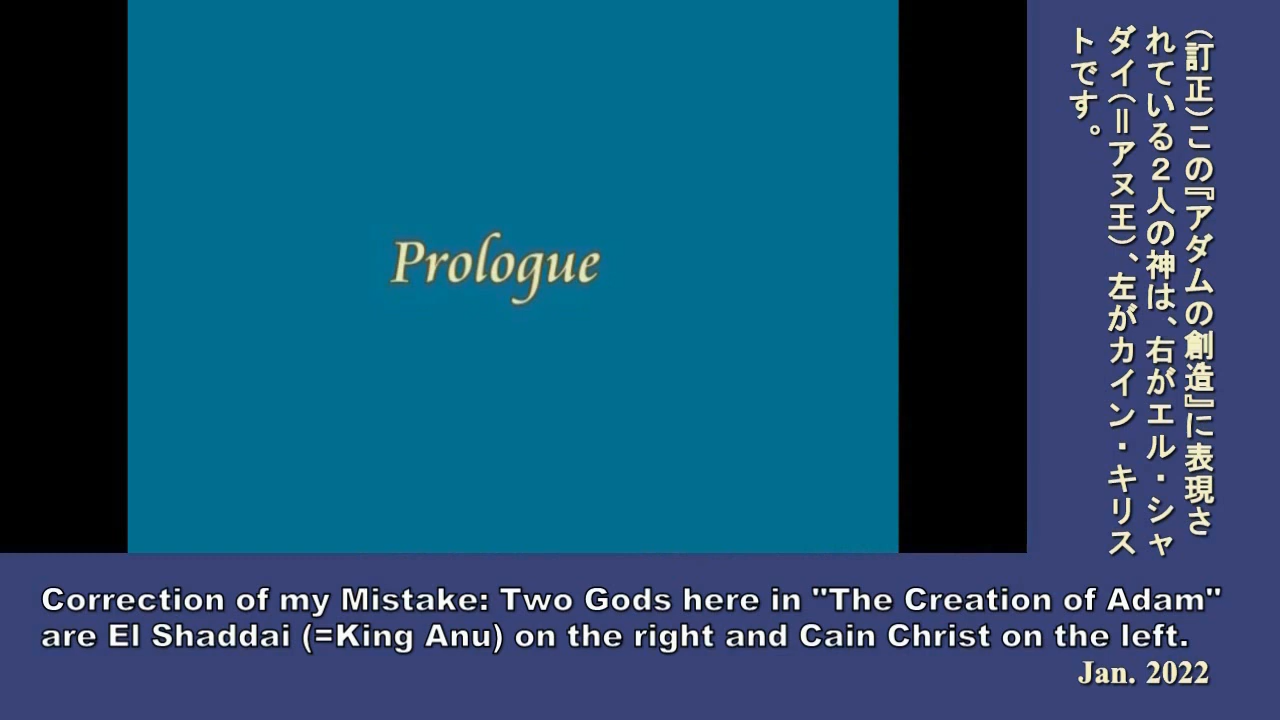 Prologue
（訂正）この『アダムの創造』に表現さ
れている２人の神は、右がエル・シャ
ダイ（＝アヌ王）、左がカイン・キリス
トです。
Correction of my Mistake: Two Gods here in "The Creation of Adam"
are El Shaddai (=King Anu) on the right and Cain Christ on the left.
Jan. 2022